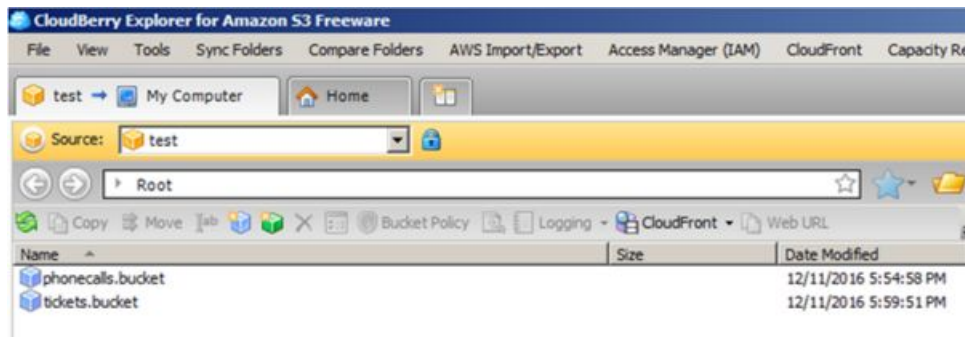 CloudBerry Explorer for Amazon S3 Freeware
File View Tools Sync Folders Compare Folders AWS Import/Export Access Manager (IAM) CloudFront Capacity Re
test → My Computer Home
Source: test
Root
Copy Move Bucket Policy Logging CloudFront Web URL
Name Size Date Modified
phonecalls.bucket 12/11/2016 5:54:58 PM
tickets.bucket 12/11/2016 5:59:51 PM